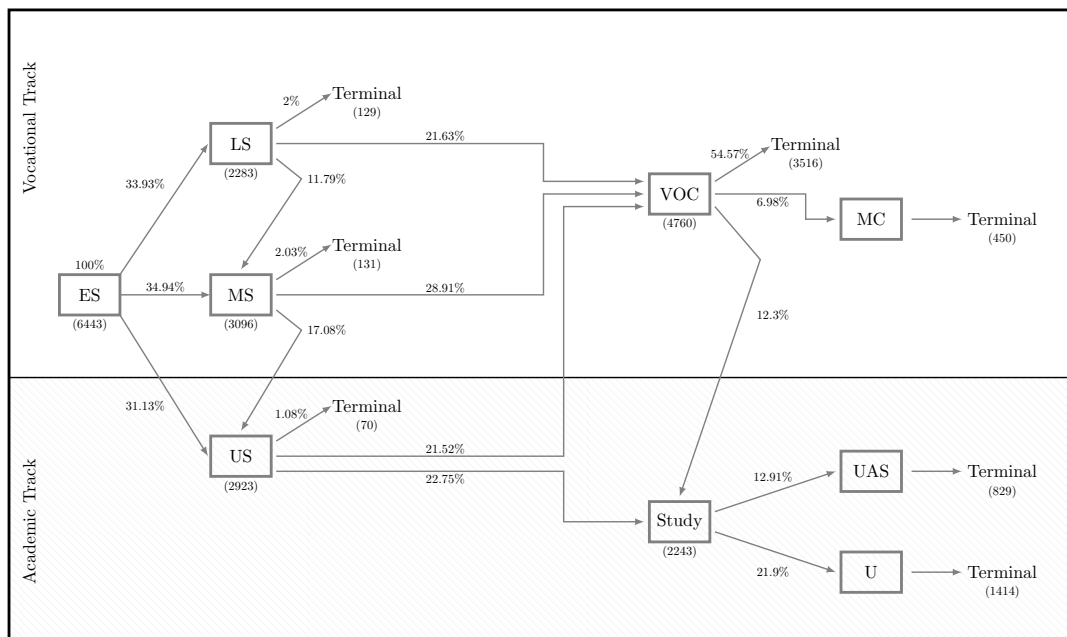 Vocational Track
Terminal
(129)
2%
LS
(2283)
21.63%
33.93%
11.79%
Terminal
(3516)
54.57%
VOC
(4760)
6.98%
MC
Terminal
(450)
100%
ES
(6443)
34.94%
Terminal
(131)
2.03%
MS
(3096)
28.91%
17.08%
12.3%
Academic Track
31.13%
Terminal
(70)
1.08%
US
(2923)
21.52%
22.75%
Study
(2243)
12.91%
UAS
Terminal
(829)
21.9%
U
Terminal
(1414)